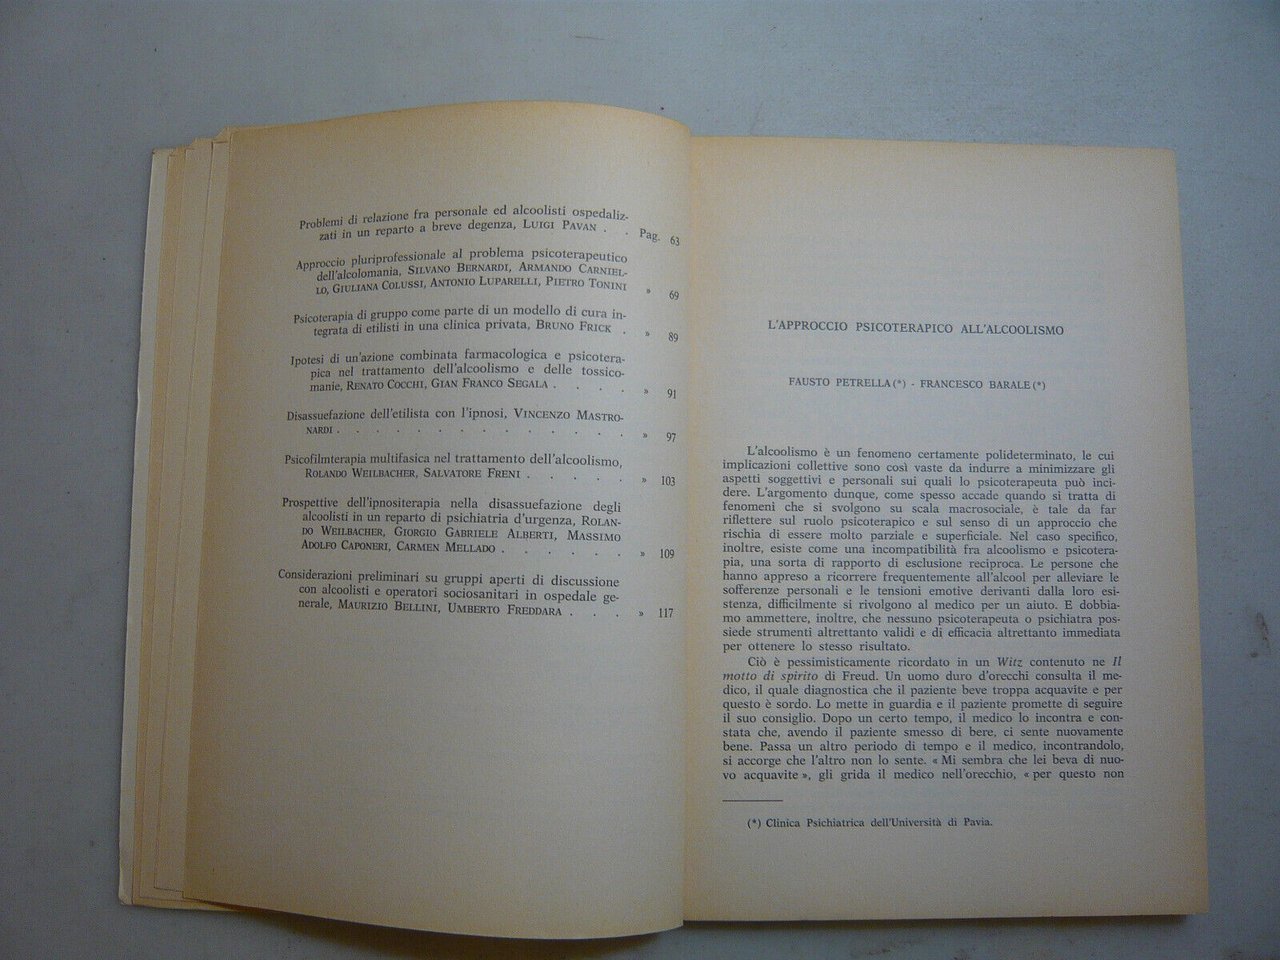 Problemi di relazione fra personale ed alcoolisti ospedaliz-
zati in un reparto a breve degenza, LUIGI PAVAN . . Pag. 63
Approccio pluriprofessionale al problema psicoterapeutico
dell'alcolomania, SILVANO BERNARDI, ARMANDO CARNIEL-
LO, GIULIANA COLUSSI, ANTONIO LUPARELLI, PIETRO TONINI » 69
Psicoterapia di gruppo come parte di un modello di cura in-
tegrata di etilisti in una clinica privata, BRUNO FRICK . » 89
Ipotesi di un'azione combinata farmacologica e psicotera-
pica nel trattamento dell'alcoolismo e delle tossico-
manie, RENATO COCCHI, GIAN FRANCO SEGALA . . . . » 91
Disassuefazione dell'etilista con l'ipnosi, VINCENZO MASTRO-
NARDI . . . . . . . . . . . . . . . » 97
Psicofilmterapia multifasica nel trattamento dell'alcoolismo,
ROLANDO WEILBACHER, SALVATORE FRENI . . . . . » 103
Prospettive dell'ipnositerapia nella disassuefazione degli
alcoolisti in un reparto di psichiatria d'urgenza, ROLAN-
DO WEILBACHER, GIORGIO GABRIELE ALBERTI, MASSIMO
ADOLFO CAPONERI, CARMEN MELLADO . . . . . . » 109
Considerazioni preliminari su gruppi aperti di discussione
con alcoolisti e operatori sociosanitari in ospedale ge-
nerale, MAURIZIO BELLINI, UMBERTO FREDDARA . . . » 117
L'APPROCCIO PSICOTERAPICO ALL'ALCOOLISMO
FAUSTO PETRELLA (*) - FRANCESCO BARALE (*)
L'alcoolismo è un fenomeno certamente polideterminato, le cui
implicazioni collettive sono così vaste da indurre a minimizzare gli
aspetti soggettivi e personali sui quali lo psicoterapeuta può inci-
dere. L'argomento dunque, come spesso accade quando si tratta di
fenomeni che si svolgono su scala macrosociale, è tale da far
riflettere sul ruolo psicoterapico e sul senso di un approccio che
rischia di essere molto parziale e superficiale. Nel caso specifico,
inoltre, esiste come una incompatibilità fra alcoolismo e psicotera-
pia, una sorta di rapporto di esclusione reciproca. Le persone che
hanno appreso a ricorrere frequentemente all'alcool per alleviare le
sofferenze personali e le tensioni emotive derivanti dalla loro esi-
stenza, difficilmente si rivolgono al medico per un aiuto. E dobbia-
mo ammettere, inoltre, che nessuno psicoterapeuta o psichiatra pos-
siede strumenti altrettanto validi e di efficacia altrettanto immediata
per ottenere lo stesso risultato.
Ciò è pessimisticamente ricordato in un Witz contenuto ne Il
motto di spirito di Freud. Un uomo duro d'orecchi consulta il me-
dico, il quale diagnostica che il paziente beve troppa acquavite e per
questo è sordo. Lo mette in guardia e il paziente promette di seguire
il suo consiglio. Dopo un certo tempo, il medico lo incontra e con-
stata che, avendo il paziente smesso di bere, ci sente nuovamente
bene. Passa un altro periodo di tempo e il medico, incontrandolo,
si accorge che l'altro non lo sente. « Mi sembra che lei beva di nuo-
vo acquavite », gli grida il medico nell'orecchio, « per questo non
(*) Clinica Psichiatrica dell'Università di Pavia.